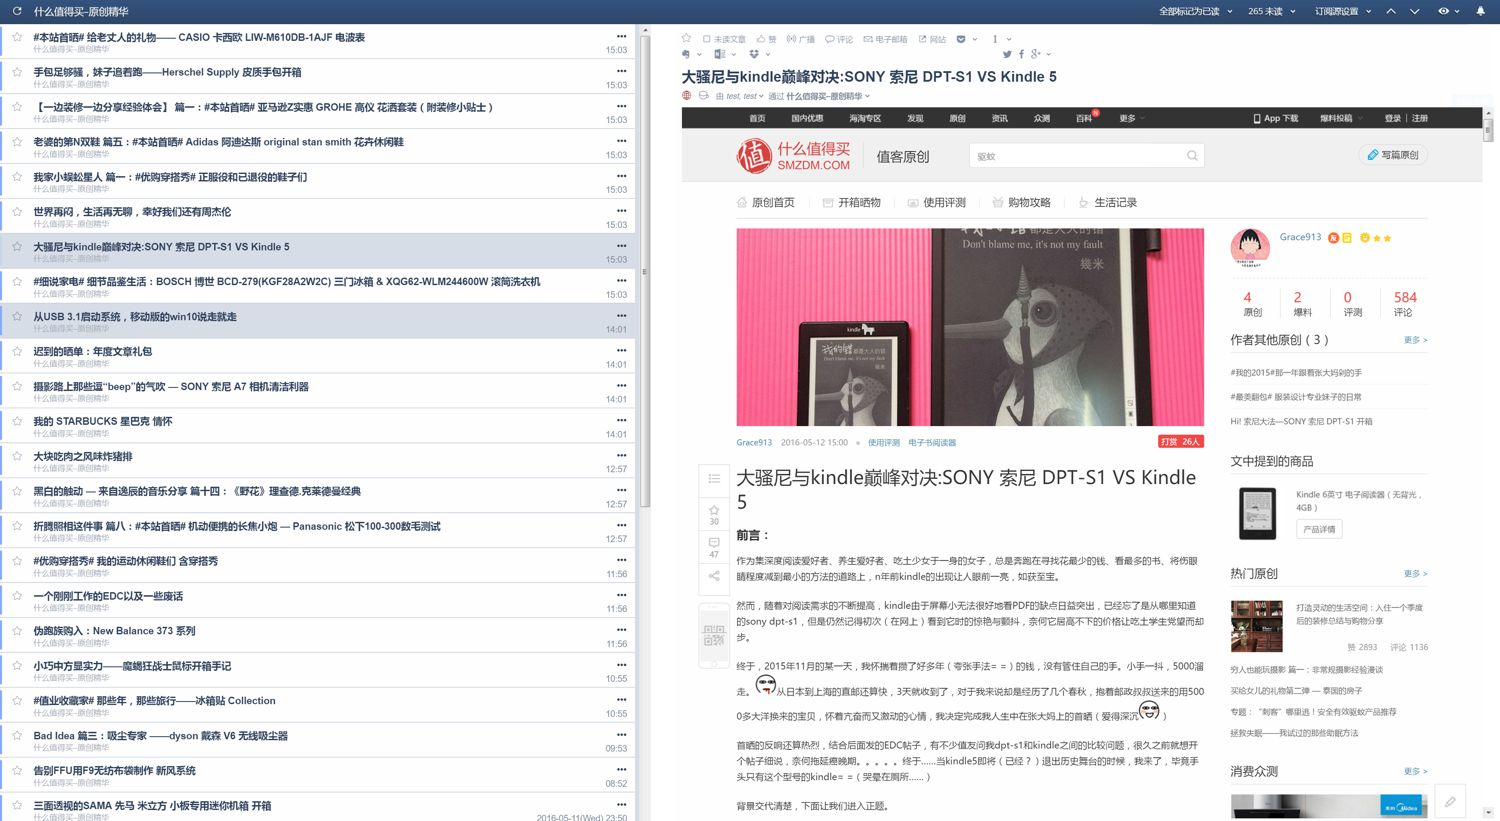 什么值得买--原创精华
全部标记为已读
265 未读
订阅源设置
#本站首晒# 给老丈人的礼物—— CASIO 卡西欧 LIW-M610DB-1AJF 电波表
什么值得买--原创精华
15:03
手包足够骚，妹子追着跑——Herschel Supply 皮质手包开箱
什么值得买--原创精华
15:03
【一边装修一边分享经验体会】 篇一：#本站首晒# 亚马逊Z实惠 GROHE 高仪 花洒套装（附装修小贴士）
什么值得买--原创精华
15:03
老婆的第N双鞋 篇五：#本站首晒# Adidas 阿迪达斯 original stan smith 花卉休闲鞋
什么值得买--原创精华
15:03
我家小蜈蚣星人 篇一：#优购穿搭秀# 正服役和已退役的鞋子们
什么值得买--原创精华
15:03
世界再闷，生活再无聊，幸好我们还有周杰伦
什么值得买--原创精华
15:03
大骚尼与kindle巅峰对决:SONY 索尼 DPT-S1 VS Kindle 5
什么值得买--原创精华
15:03
#细说家电# 细节品鉴生活：BOSCH 博世 BCD-279(KGF28A2W2C) 三门冰箱 & XQG62-WLM244600W 滚筒洗衣机
什么值得买--原创精华
15:03
从USB 3.1启动系统，移动版的win10说走就走
什么值得买--原创精华
14:01
迟到的晒单：年度文章礼包
什么值得买--原创精华
14:01
摄影路上那些逗“beep”的气吹 — SONY 索尼 A7 相机清洁利器
什么值得买--原创精华
14:01
我的 STARBUCKS 星巴克 情怀
什么值得买--原创精华
14:01
大块吃肉之风味炸猪排
什么值得买--原创精华
12:57
黑白的触动 — 来自逸辰的音乐分享 篇十四：《野花》理查德.克莱德曼经典
什么值得买--原创精华
12:57
折腾照相这件事 篇八：#本站首晒# 机动便携的长焦小炮 — Panasonic 松下100-300数毛测试
什么值得买--原创精华
12:57
#优购穿搭秀# 我的运动休闲鞋们 含穿搭秀
什么值得买--原创精华
11:56
一个刚刚工作的EDC以及一些废话
什么值得买--原创精华
11:56
伪跑族购入：New Balance 373 系列
什么值得买--原创精华
11:56
小巧中方显实力——魔蝎狂战士鼠标开箱手记
什么值得买--原创精华
10:55
#值业收藏家# 那些年，那些旅行——冰箱贴 Collection
什么值得买--原创精华
10:55
Bad Idea 篇三：吸尘专家 ——dyson 戴森 V6 无线吸尘器
什么值得买--原创精华
09:53
告别FFU用F9无纺布袋制作 新风系统
什么值得买--原创精华
08:52
三面透视的SAMA 先马 米立方 小板专用迷你机箱 开箱
什么值得买--原创精华
2016-05-11(Wed) 23:50
未读文章 赞 广播 评论 电子邮箱 网站
大骚尼与kindle巅峰对决:SONY 索尼 DPT-S1 VS Kindle 5
由 test, test 通过 什么值得买--原创精华
首页 国内优惠 海淘专区 发现 原创 资讯 众测 百科 N 更多 App 下载 爆料投稿 登录 | 注册
值 什么值得买
SMZDM.COM
值客原创
驱蚊
写篇原创
原创首页 开箱晒物 使用评测 购物攻略 生活记录
都是大人的错
Don't blame me, it's not my fault
幾米
kindle
我的错都是大人的错
Don't blame me, it's not my fault
幾米
Grace913 2016-05-12 15:00 使用评测 电子书阅读器
打赏 26人
大骚尼与kindle巅峰对决:SONY 索尼 DPT-S1 VS Kindle 5
30
47
前言：
作为集深度阅读爱好者、养生爱好者、吃土少女于一身的女子，总是奔跑在寻找花最少的钱、看最多的书、将伤眼
睛程度减到最小的方法的道路上，n年前kindle的出现让人眼前一亮，如获至宝。
然而，随着对阅读需求的不断提高，kindle由于屏幕小无法很好地看PDF的缺点日益突出，已经忘了是从哪里知道
的sony dpt-s1，但是仍然记得初次（在网上）看到它时的惊艳与颤抖，奈何它居高不下的价格让吃土学生党望而却
步。
终于，2015年11月的某一天，我怀揣着攒了好多年（夸张手法= =）的钱，没有管住自己的手。小手一抖，5000溜
走。从日本到上海的直邮还算快，3天就收到了，对于我来说却是经历了几个春秋，抱着邮政叔叔送来的用500
0多大洋换来的宝贝，怀着亢奋而又激动的心情，我决定完成我人生中在张大妈上的首晒（爱得深沉）
首晒的反响还算热烈，结合后面发的EDC帖子，有不少值友问我dpt-s1和kindle之间的比较问题，很久之前就想开
个帖子细说，奈何拖延癌晚期。。。。。终于......当kindle5即将（已经？）退出历史舞台的时候，我来了，毕竟手
头只有这个型号的kindle= =（哭晕在厕所......）
背景交代清楚，下面让我们进入正题。
Grace913
4 2 0 584
原创 爆料 评测 评论
作者其他原创（ 3 ） 更多 >
#我的2015#那一年跟着张大妈剁的手
#最美翻包# 服装设计专业妹子的日常
Hi! 索尼大法—SONY 索尼 DPT-S1 开箱
文中提到的商品
Kindle 6英寸 电子阅读器（无背光，
4GB）
产品详情
热门原创 更多 >
打造灵动的生活空间：入住一个季度
后的装修总结与购物分享
赞 2893 评论 1136
穷人也能玩摄影 篇一：非常规摄影经验漫谈
买给女儿的礼物第二弹 — 泰国的房子
专题：“刺客”哪里逃！安全有效驱蚊产品推荐
拯救失眠——我试过的那些助眠方法
消费众测 更多 >
美的 Midea